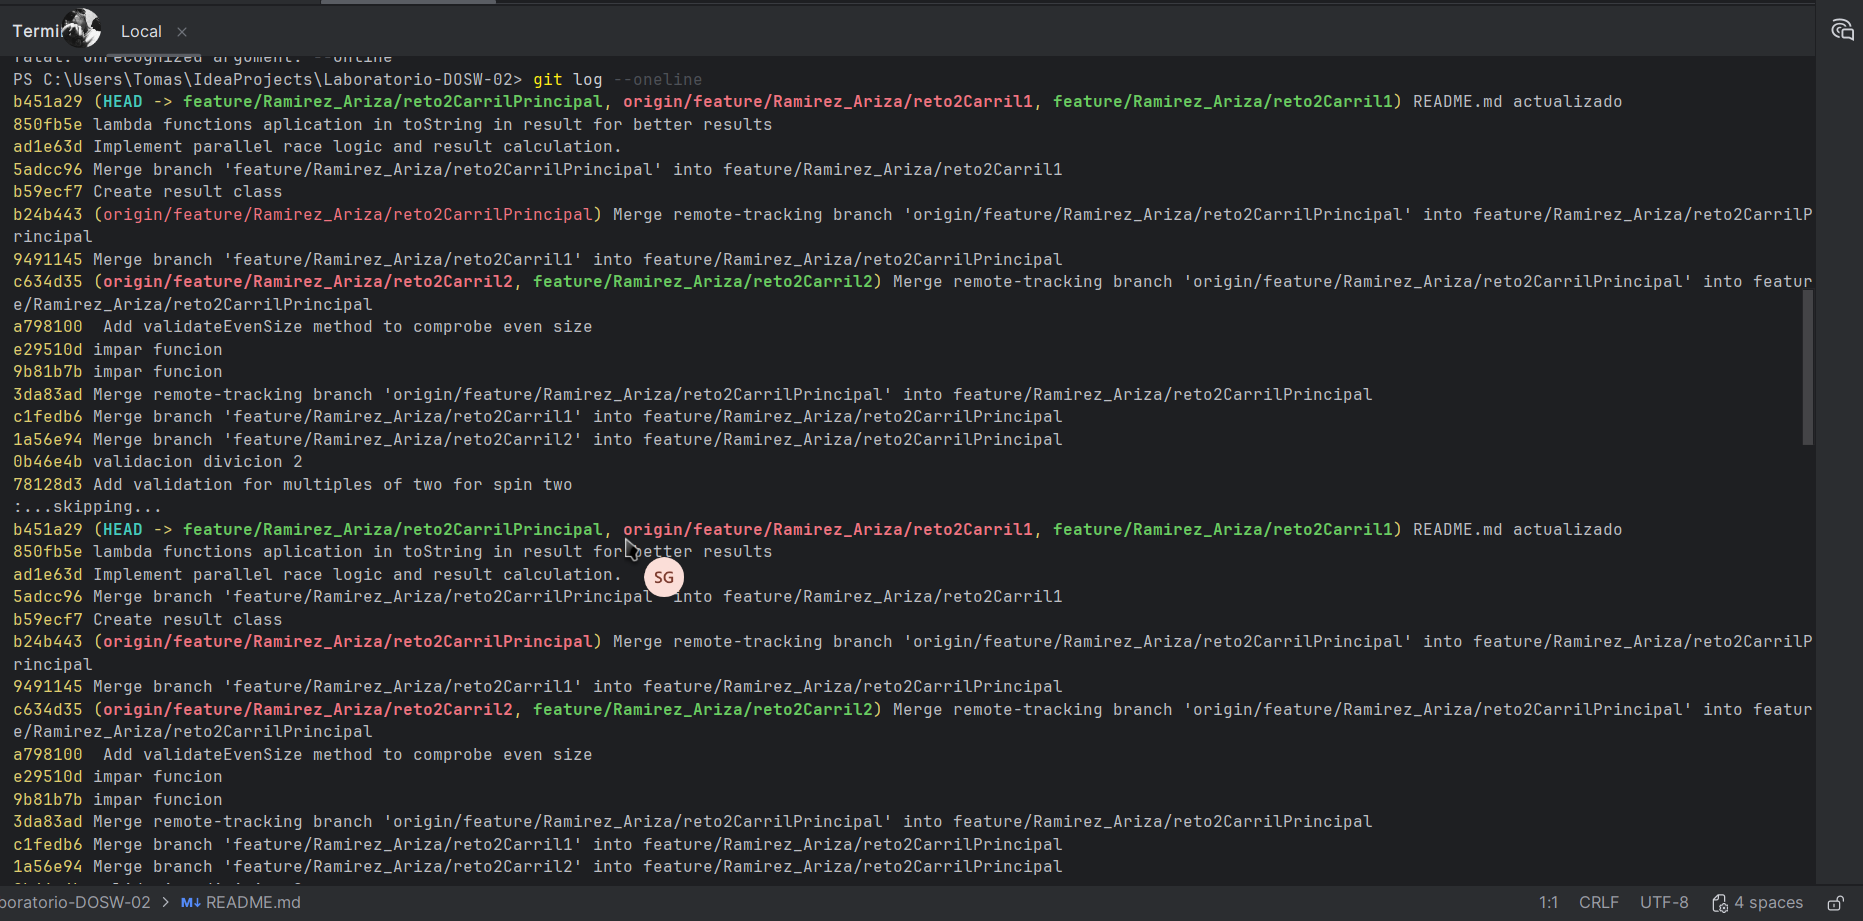 Termi Local ×
fatal: unrecognized argument: --online
PS C:\Users\Tomas\IdeaProjects\Laboratorio-DOSW-02> git log --oneline
b451a29 (HEAD -> feature/Ramirez_Ariza/reto2CarrilPrincipal, origin/feature/Ramirez_Ariza/reto2Carril1, feature/Ramirez_Ariza/reto2Carril1) README.md actualizado
850fb5e lambda functions aplication in toString in result for better results
ad1e63d Implement parallel race logic and result calculation.
5adcc96 Merge branch 'feature/Ramirez_Ariza/reto2CarrilPrincipal' into feature/Ramirez_Ariza/reto2Carril1
b59ecf7 Create result class
b24b443 (origin/feature/Ramirez_Ariza/reto2CarrilPrincipal) Merge remote-tracking branch 'origin/feature/Ramirez_Ariza/reto2CarrilPrincipal' into feature/Ramirez_Ariza/reto2CarrilP
rincipal
9491145 Merge branch 'feature/Ramirez_Ariza/reto2Carril1' into feature/Ramirez_Ariza/reto2CarrilPrincipal
c634d35 (origin/feature/Ramirez_Ariza/reto2Carril2, feature/Ramirez_Ariza/reto2Carril2) Merge remote-tracking branch 'origin/feature/Ramirez_Ariza/reto2CarrilPrincipal' into featur
e/Ramirez_Ariza/reto2CarrilPrincipal
a798100  Add validateEvenSize method to comprobe even size
e29510d impar funcion
9b81b7b impar funcion
3da83ad Merge remote-tracking branch 'origin/feature/Ramirez_Ariza/reto2CarrilPrincipal' into feature/Ramirez_Ariza/reto2CarrilPrincipal
c1fedb6 Merge branch 'feature/Ramirez_Ariza/reto2Carril1' into feature/Ramirez_Ariza/reto2CarrilPrincipal
1a56e94 Merge branch 'feature/Ramirez_Ariza/reto2Carril2' into feature/Ramirez_Ariza/reto2CarrilPrincipal
0b46e4b validacion divicion 2
78128d3 Add validation for multiples of two for spin two
:...skipping...
b451a29 (HEAD -> feature/Ramirez_Ariza/reto2CarrilPrincipal, origin/feature/Ramirez_Ariza/reto2Carril1, feature/Ramirez_Ariza/reto2Carril1) README.md actualizado
850fb5e lambda functions aplication in toString in result for better results
ad1e63d Implement parallel race logic and result calculation.
SG
5adcc96 Merge branch 'feature/Ramirez_Ariza/reto2CarrilPrincipal' into feature/Ramirez_Ariza/reto2Carril1
b59ecf7 Create result class
b24b443 (origin/feature/Ramirez_Ariza/reto2CarrilPrincipal) Merge remote-tracking branch 'origin/feature/Ramirez_Ariza/reto2CarrilPrincipal' into feature/Ramirez_Ariza/reto2CarrilP
rincipal
9491145 Merge branch 'feature/Ramirez_Ariza/reto2Carril1' into feature/Ramirez_Ariza/reto2CarrilPrincipal
c634d35 (origin/feature/Ramirez_Ariza/reto2Carril2, feature/Ramirez_Ariza/reto2Carril2) Merge remote-tracking branch 'origin/feature/Ramirez_Ariza/reto2CarrilPrincipal' into featur
e/Ramirez_Ariza/reto2CarrilPrincipal
a798100  Add validateEvenSize method to comprobe even size
e29510d impar funcion
9b81b7b impar funcion
3da83ad Merge remote-tracking branch 'origin/feature/Ramirez_Ariza/reto2CarrilPrincipal' into feature/Ramirez_Ariza/reto2CarrilPrincipal
c1fedb6 Merge branch 'feature/Ramirez_Ariza/reto2Carril1' into feature/Ramirez_Ariza/reto2CarrilPrincipal
1a56e94 Merge branch 'feature/Ramirez_Ariza/reto2Carril2' into feature/Ramirez_Ariza/reto2CarrilPrincipal
boratorio-DOSW-02 > M↓ README.md 1:1 CRLF UTF-8 4 spaces